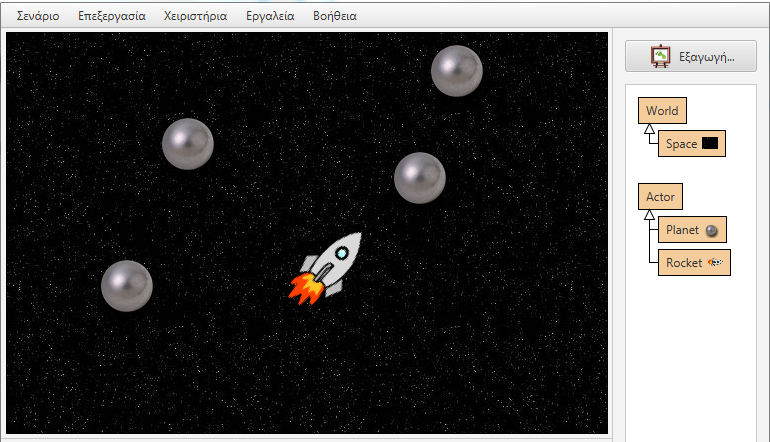 Σενάριο Επεξεργασία Χειριστήρια Εργαλεία Βοήθεια
Εξαγωγή...
World
Space
Actor
Planet
Rocket